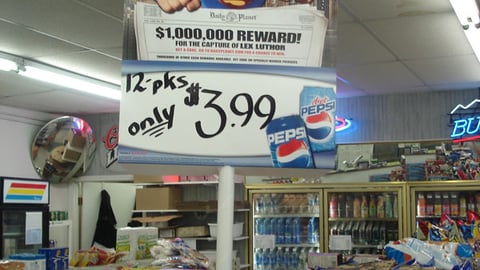 Daily Planet
$1,000,000 REWARD!
FOR THE CAPTURE OF LEX LUTHOR
12-pks
only $3.99
diet
PEPSI
PEPSI
BU